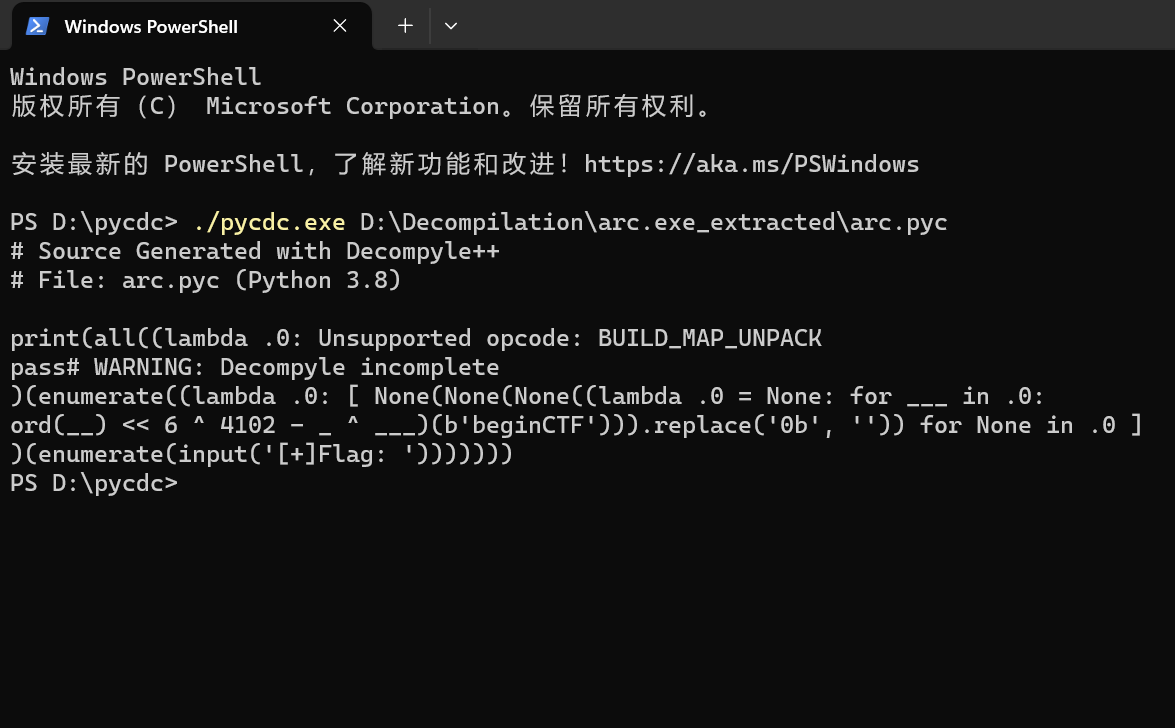 Windows PowerShell
Windows PowerShell
版权所有 (C) Microsoft Corporation。保留所有权利。
安装最新的 PowerShell，了解新功能和改进！https://aka.ms/PSWindows
PS D:\pycdc> ./pycdc.exe D:\Decompilation\arc.exe_extracted\arc.pyc
# Source Generated with Decompyle++
# File: arc.pyc (Python 3.8)
print(all((lambda .0: Unsupported opcode: BUILD_MAP_UNPACK
pass# WARNING: Decompyle incomplete
)(enumerate((lambda .0: [ None(None(None((lambda .0 = None: for ___ in .0:
ord(__) << 6 ^ 4102 - _ ^ ___)(b'beginCTF'))).replace('0b', '')) for None in .0 ]
)(enumerate(input('[+]Flag: ')))))))
PS D:\pycdc>